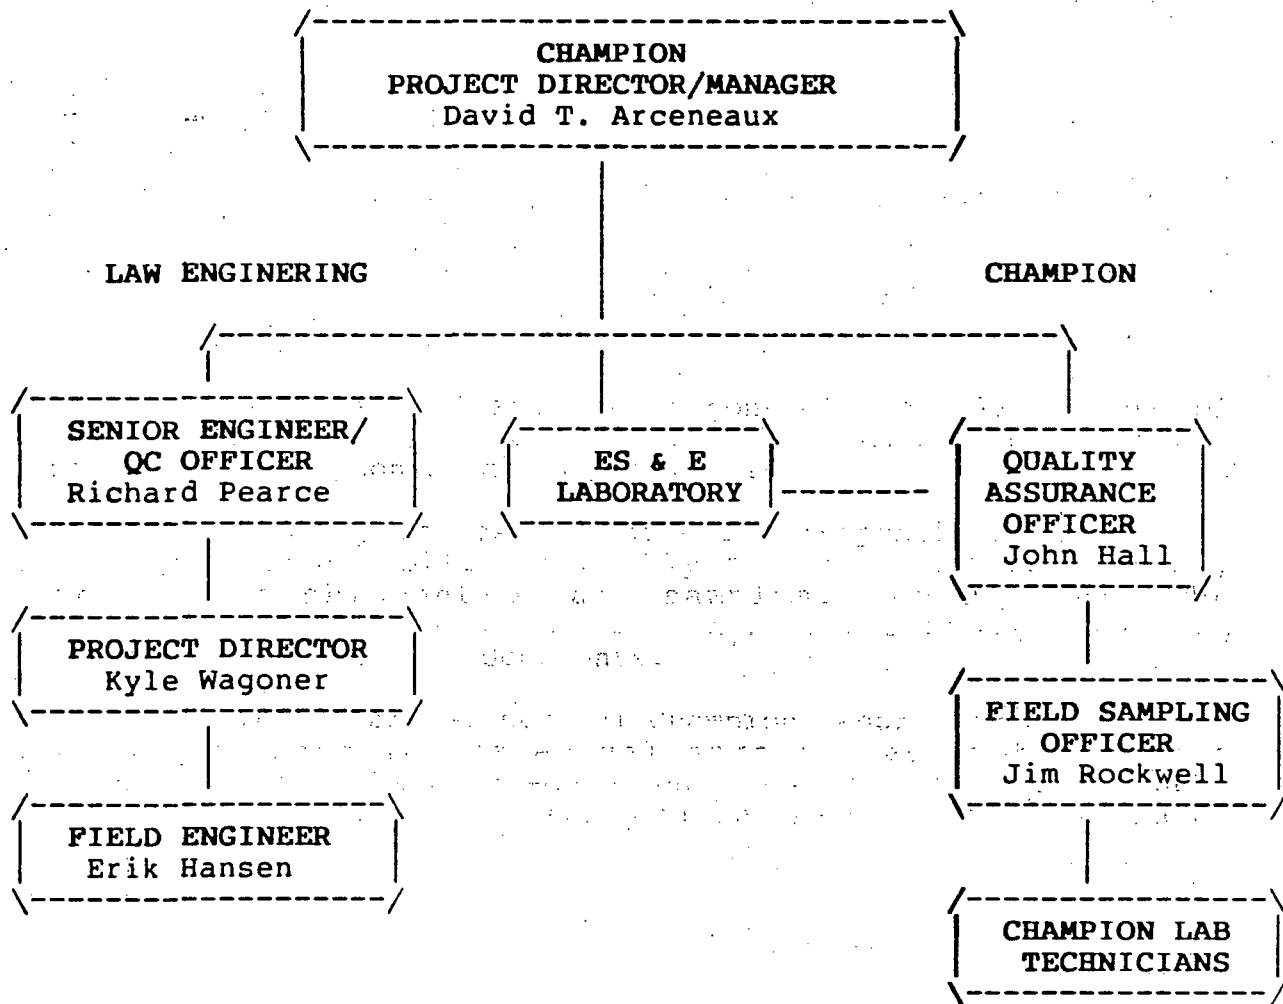 CHAMPION
PROJECT DIRECTOR/MANAGER
David T. Arceneaux
LAW ENGINERING
CHAMPION
SENIOR ENGINEER/
QC OFFICER
Richard Pearce
ES & E
LABORATORY
QUALITY
ASSURANCE
OFFICER
John Hall
PROJECT DIRECTOR
Kyle Wagoner
FIELD SAMPLING
OFFICER
Jim Rockwell
FIELD ENGINEER
Erik Hansen
CHAMPION LAB
TECHNICIANS